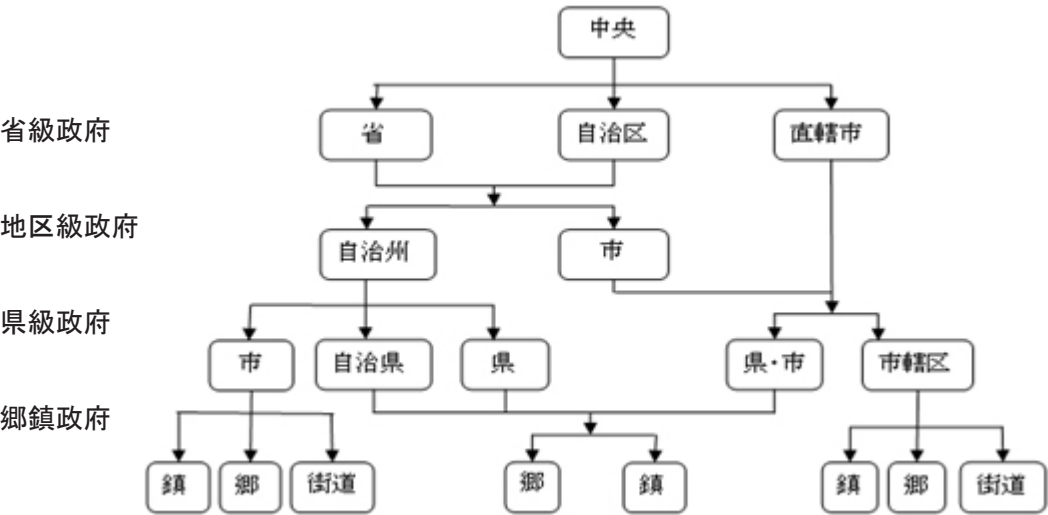 中央
省級政府
省
自治区
直轄市
地区級政府
自治州
市
県級政府
市
自治県
県
県・市
市轄区
郷鎮政府
鎮
郷
街道
郷
鎮
鎮
郷
街道